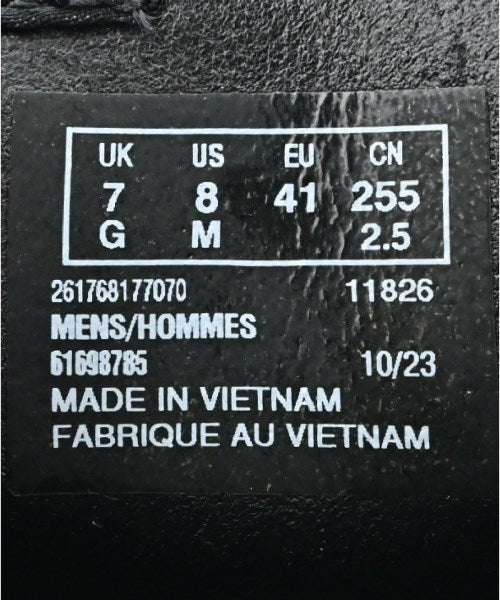 UK US EU CN
7 8 41 255
G M 2.5
261768177070 11826
MENS/HOMMES
61698785 10/23
MADE IN VIETNAM
FABRIQUE AU VIETNAM